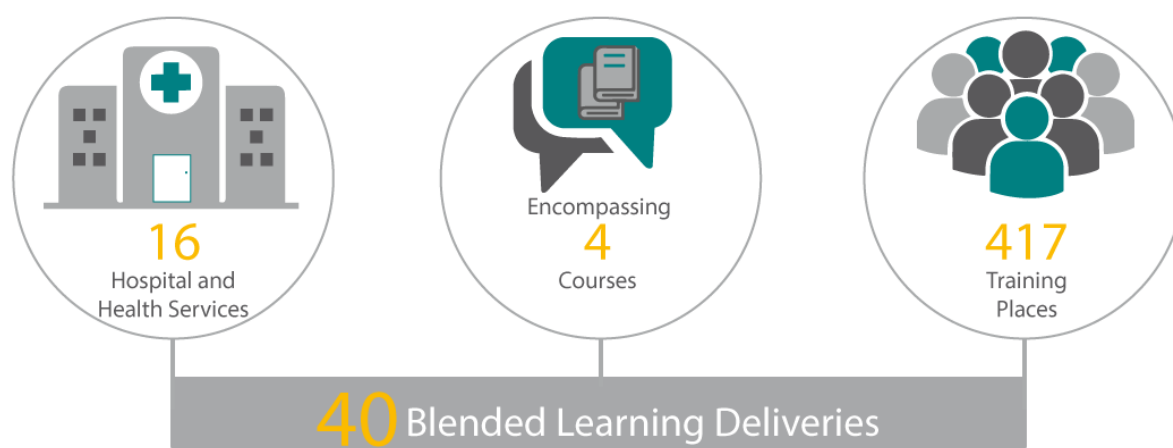 16
Hospital and
Health Services
Encompassing
4
Courses
417
Training
Places
40 Blended Learning Deliveries